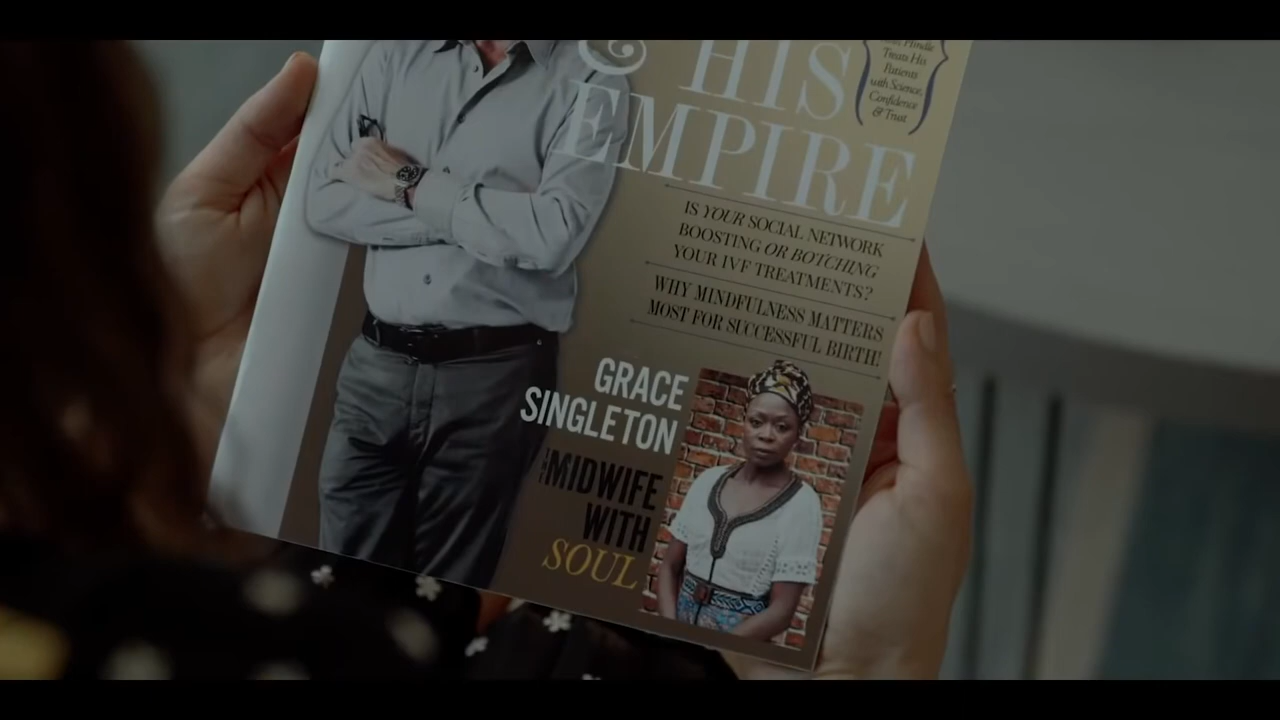 & HIS
EMPIRE
Hindle
Treats His
Patients
with Science,
Confidence
& Trust
IS YOUR SOCIAL NETWORK
BOOSTING OR BOTCHING
YOUR IVF TREATMENTS?
WHY MINDFULNESS MATTERS
MOST FOR SUCCESSFUL BIRTH!
GRACE
SINGLETON
MIDWIFE
WITH
SOUL